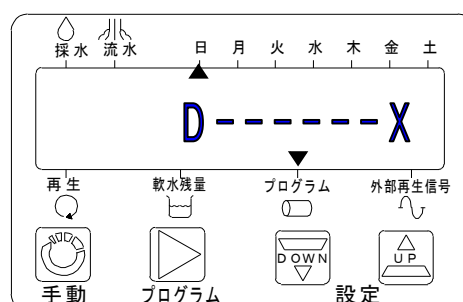 採水 流水 日 月 火 水 木 金 土
D------X
再生 軟水残量 プログラム 外部再生信号
DOWN UP
手動 プログラム 設定